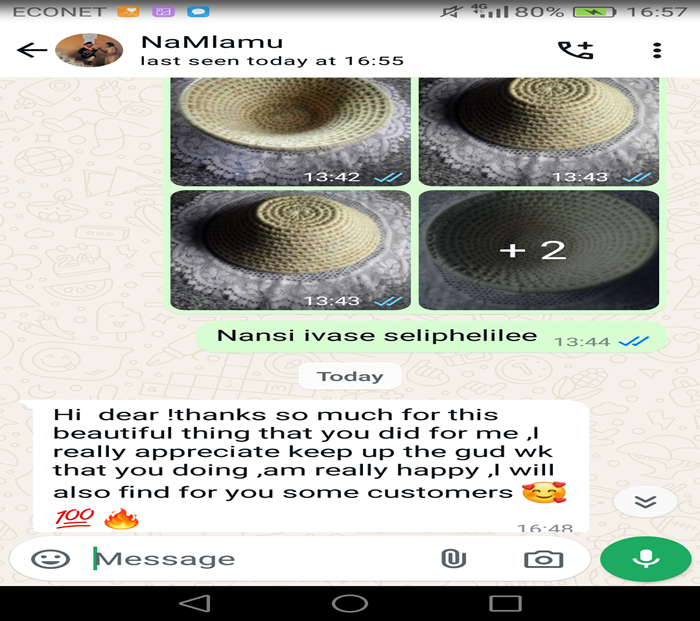 ECONET 4G 80% 16:57
NaMlamu
last seen today at 16:55
13:42 13:43
+ 2
13:43
Nansi ivase seliphelilee 13:44
Today
Hi dear !thanks so much for this
beautiful thing that you did for me ,I
really appreciate keep up the gud wk
that you doing ,am really happy ,I will
also find for you some customers 🥰
💯 🔥
16:48
Message